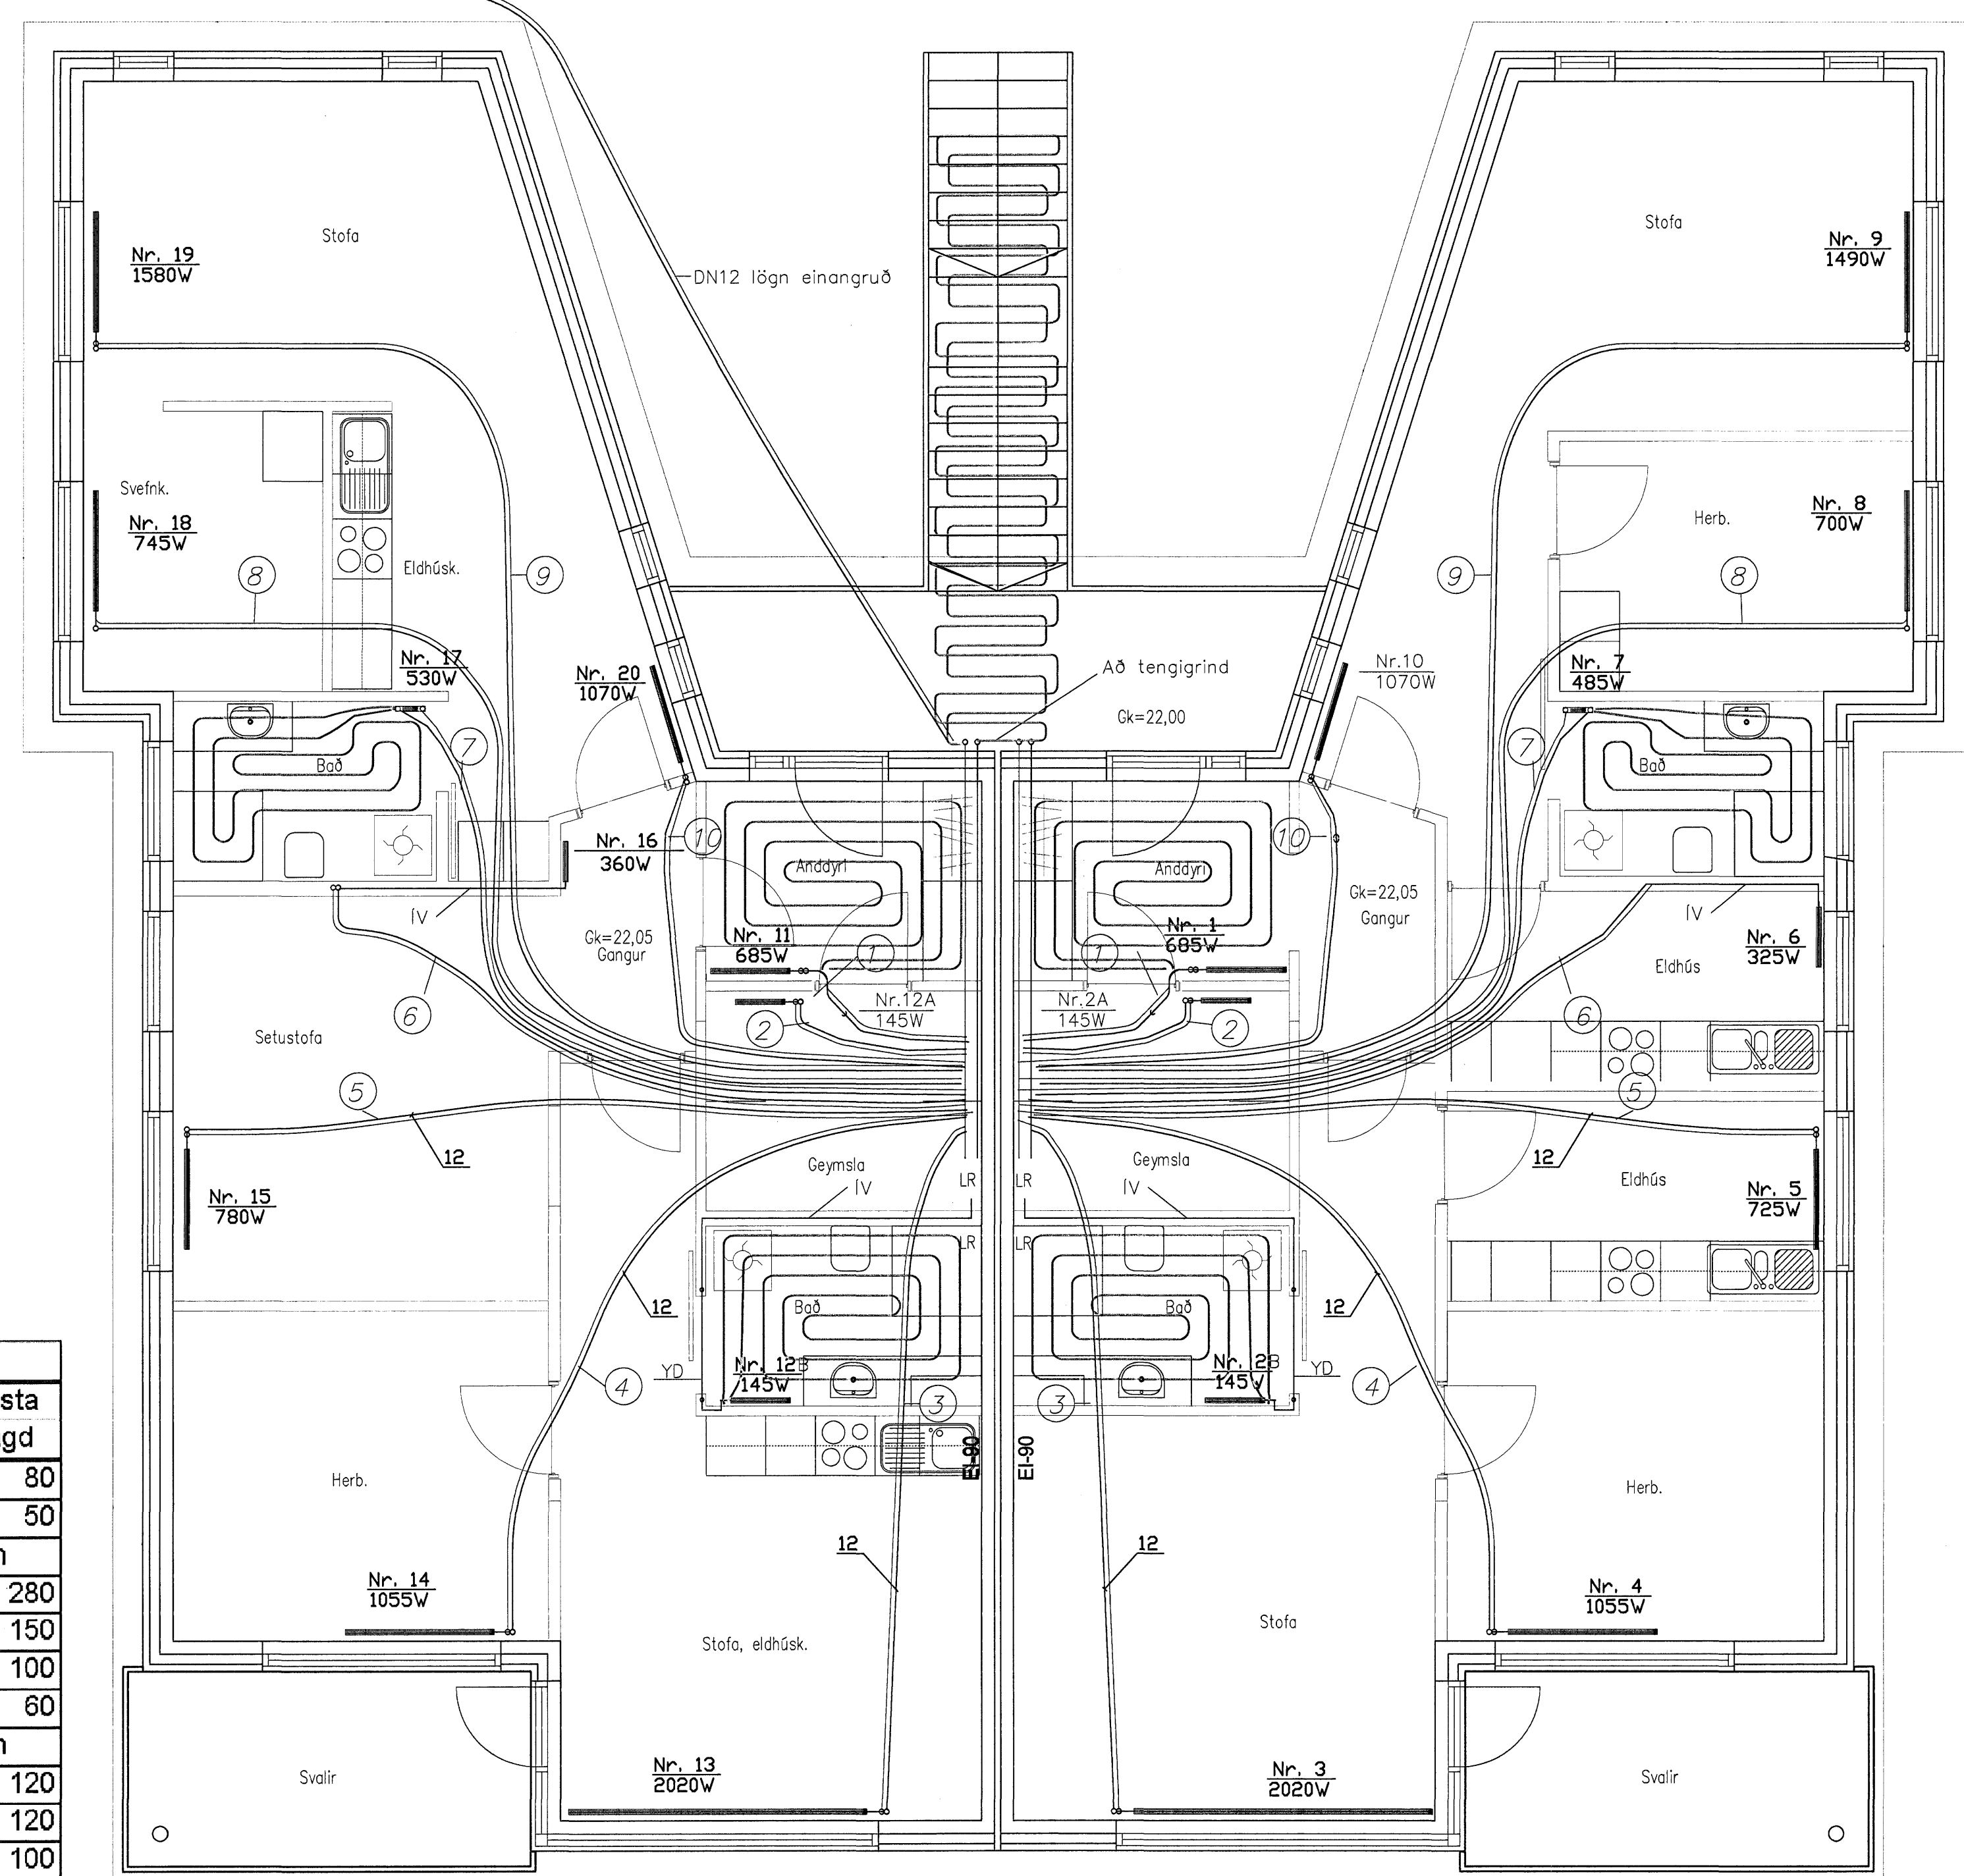 Stofa
Nr. 19
1580W
DN12 lögn einangruð
Stofa
Nr. 9
1490W
Svefnk.
Nr. 18
745W
8
Eldhúsk.
9
9
Herb.
Nr. 8
700W
8
Nr. 17
530W
Nr. 20
1070W
Að tengigrind
Gk=22,00
Nr.10
1070W
Nr. 7
485W
7
Bað
7
Bað
Nr. 16
360W
10
Anddyri
Anddyri
10
ÍV
Gk=22,05
Gangur
Nr. 11
685W
1
Nr. 1
685W
1
Gk=22,05
Gangur
ÍV
Nr. 6
325W
Eldhús
6
Setustofa
2
Nr.12A
145W
Nr.2A
145W
2
6
5
12
5
12
Geymsla
ÍV
LR
LR
Geymsla
ÍV
Eldhús
Nr. 15
780W
Nr. 5
725W
LR
LR
12
Bað
Bað
12
4
YD
Nr. 12B
145W
3
3
Nr. 2B
145W
YD
4
EI-90
EI-90
Herb.
Herb.
12
12
Nr. 14
1055W
Nr. 4
1055W
Stofa, eldhúsk.
Stofa
Nr. 13
2020W
Nr. 3
2020W
Svalir
Svalir
sta
gd
80
50
280
150
100
60
120
120
100